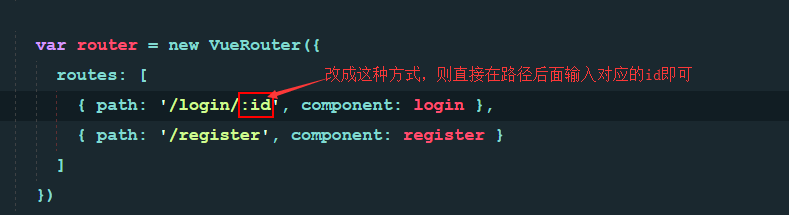 var router = new VueRouter({
routes: [
改成这种方式，则直接在路径后面输入对应的id即可
{ path: '/login/:id', component: login },
{ path: '/register', component: register }
]
})